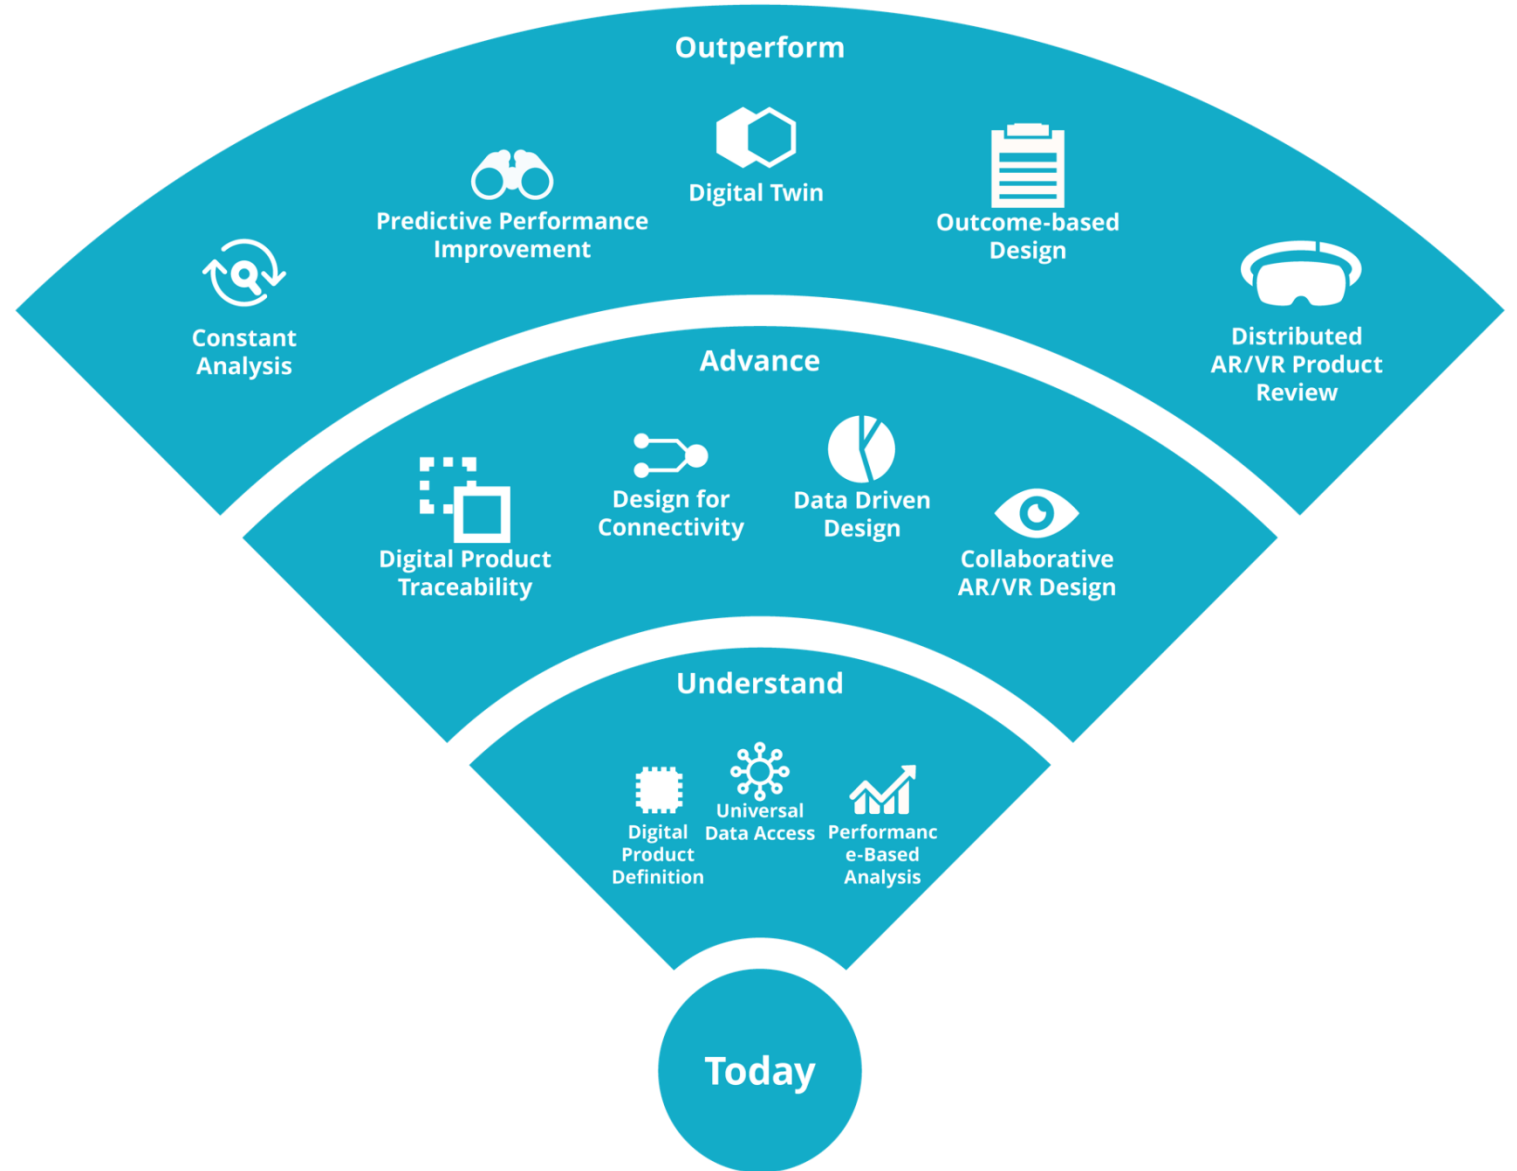 Outperform
Digital Twin
Predictive Performance
Improvement
Outcome-based
Design
Constant
Analysis
Distributed
AR/VR Product
Review
Advance
Digital Product
Traceability
Design for
Connectivity
Data Driven
Design
Collaborative
AR/VR Design
Understand
Digital
Product
Definition
Universal
Data Access
Performanc
e-Based
Analysis
Today